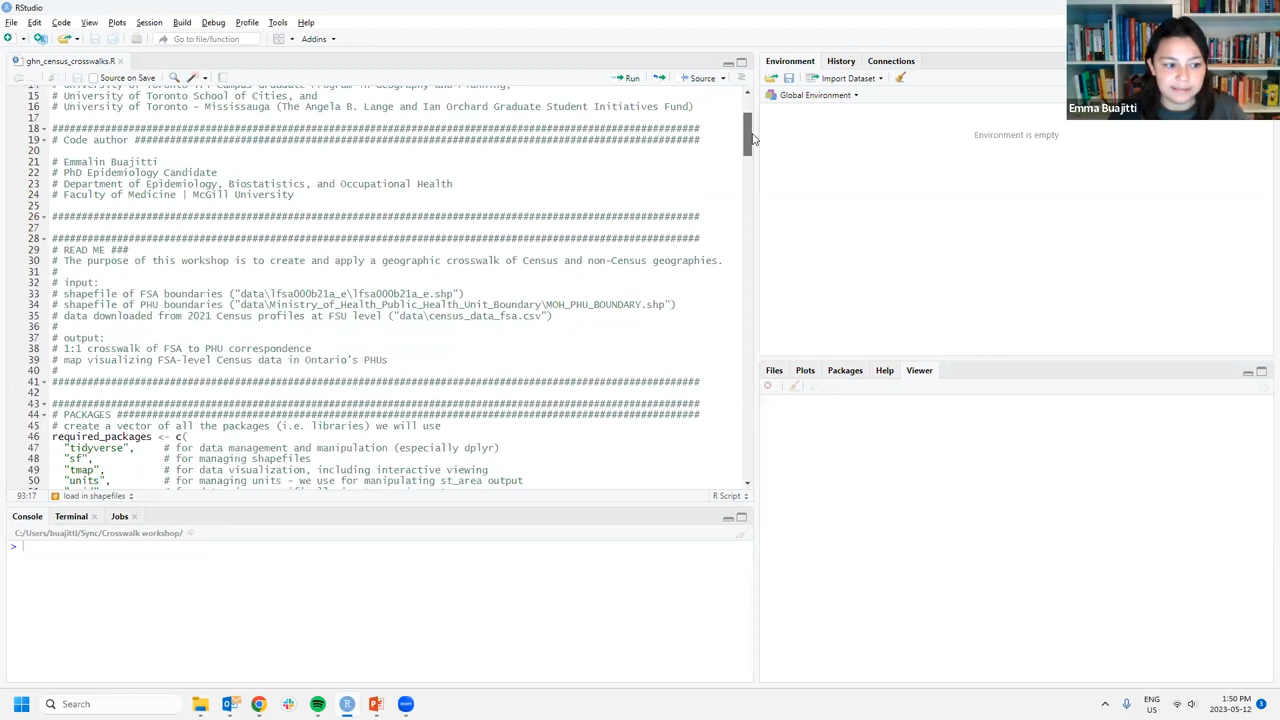 RStudio
File Edit Code View Plots Session Build Debug Profile Tools Help
Go to file/function Addins
ghn_census_crosswalks.R
Source on Save Run Source
15 # University of Toronto School of Cities, and
16 # University of Toronto - Mississauga (The Angela B. Lange and Ian Orchard Graduate Student Initiatives Fund)
17
18 ####################################################################################################
19 # Code author ################################################################################################
20
21 # Emmalin Buajitti
22 # PhD Epidemiology Candidate
23 # Department of Epidemiology, Biostatistics, and Occupational Health
24 # Faculty of Medicine | McGill University
25
26 ####################################################################################################
27
28 ####################################################################################################
29 # READ ME ###
30 # The purpose of this workshop is to create and apply a geographic crosswalk of Census and non-Census geographies.
31 #
32 # input:
33 # shapefile of FSA boundaries ("data\lfsa000b21a_e\lfsa000b21a_e.shp")
34 # shapefile of PHU boundaries ("data\Ministry_of_Health_Public_Health_Unit_Boundary\MOH_PHU_BOUNDARY.shp")
35 # data downloaded from 2021 Census profiles at FSU level ("data\census_data_fsa.csv")
36 #
37 # output:
38 # 1:1 crosswalk of FSA to PHU correspondence
39 # map visualizing FSA-level Census data in Ontario's PHUs
40 #
41 ####################################################################################################
42
43 ####################################################################################################
44 # PACKAGES ###################################################################################################
45 # create a vector of all the packages (i.e. libraries) we will use
46 required_packages <- c(
47 "tidyverse", # for data management and manipulation (especially dplyr)
48 "sf", # for managing shapefiles
49 "tmap", # for data visualization, including interactive viewing
50 "units", # for managing units - we use for manipulating st_area output
93:17 load in shapefiles R Script
Console Terminal Jobs
C:/Users/buajitti/Sync/Crosswalk workshop/
>
Environment History Connections
Import Dataset
Global Environment
Environment is empty
Files Plots Packages Help Viewer
Emma Buajitti
Search
ENG
US
1:50 PM
2023-05-12
3